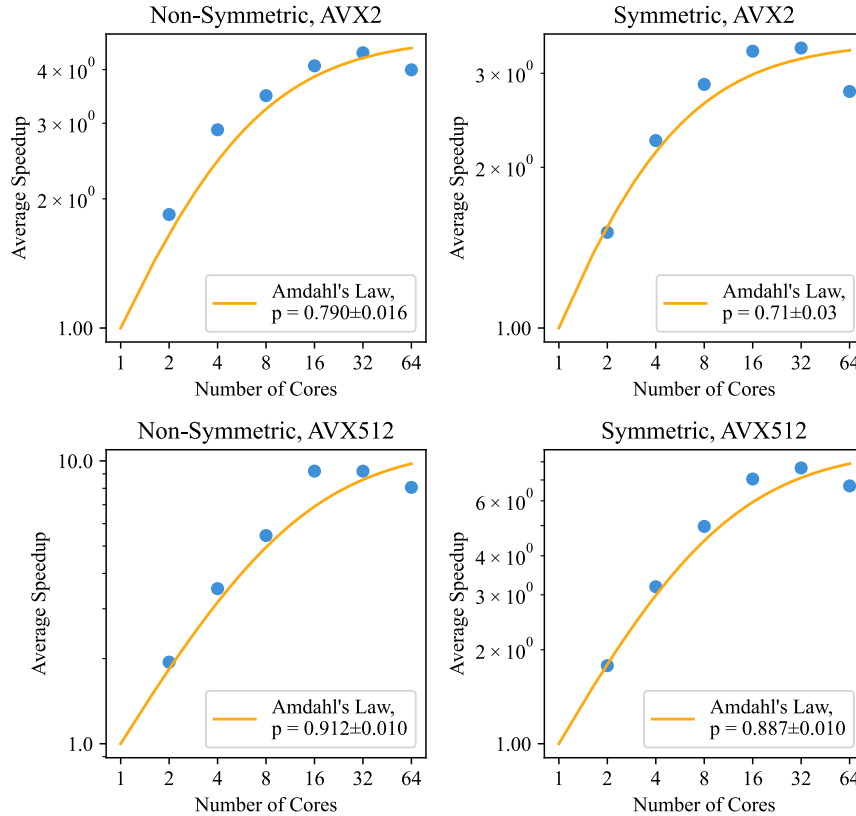 Non-Symmetric, AVX2
Average Speedup
4 × 10⁰
3 × 10⁰
2 × 10⁰
1.00
Amdahl's Law,
p = 0.790±0.016
1 2 4 8 16 32 64
Number of Cores
Symmetric, AVX2
Average Speedup
3 × 10⁰
2 × 10⁰
1.00
Amdahl's Law,
p = 0.71±0.03
1 2 4 8 16 32 64
Number of Cores
Non-Symmetric, AVX512
Average Speedup
10.0
1.0
Amdahl's Law,
p = 0.912±0.010
1 2 4 8 16 32 64
Number of Cores
Symmetric, AVX512
Average Speedup
6 × 10⁰
4 × 10⁰
3 × 10⁰
2 × 10⁰
1.00
Amdahl's Law,
p = 0.887±0.010
1 2 4 8 16 32 64
Number of Cores